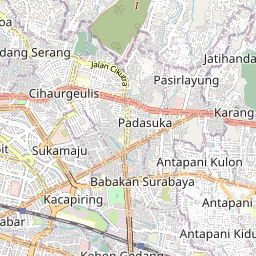 dang Serang
Jalan Cikutra
Jatihanda
Pasirlayung
Cihaurgeulis
Karang
Padasuka
Sukamaju
Antapani Kulon
Babakan Surabaya
Kacapiring
Antapani
abar
Antapani Kidu
Kebon Gedang